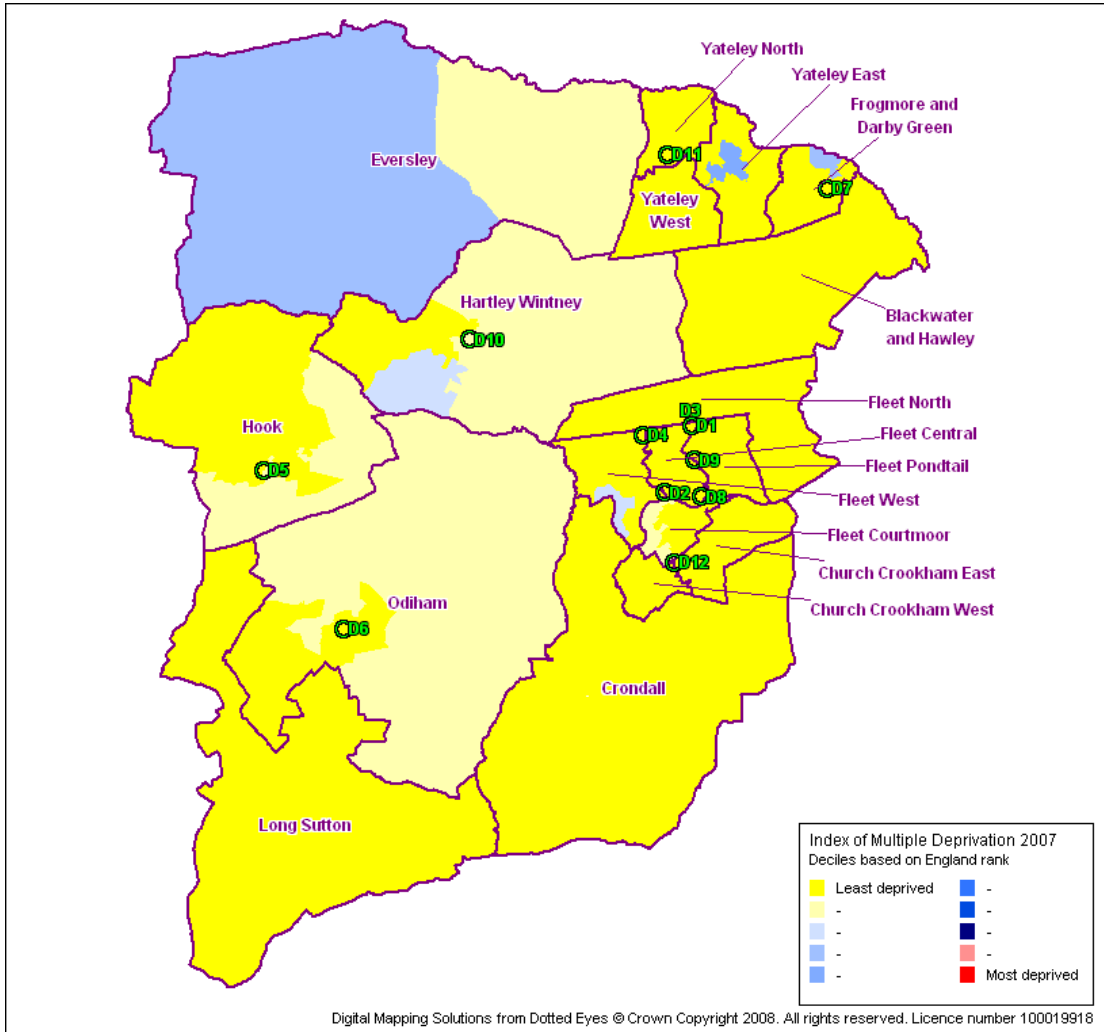 Yateley North
Yateley East
Frogmore and
Darby Green
D11
Eversley
D7
Yateley
West
Hartley Wintney
Blackwater
and Hawley
D10
Fleet North
D3
D1
Hook
D4
Fleet Central
D9
Fleet Pondtail
D5
D2
D8
Fleet West
Fleet Courtmoor
D12
Church Crookham East
Odiham
Church Crookham West
D6
Crondall
Long Sutton
Index of Multiple Deprivation 2007
Deciles based on England rank
Least deprived
-
-
-
-
-
-
-
-
Most deprived
Digital Mapping Solutions from Dotted Eyes © Crown Copyright 2008. All rights reserved. Licence number 100019918